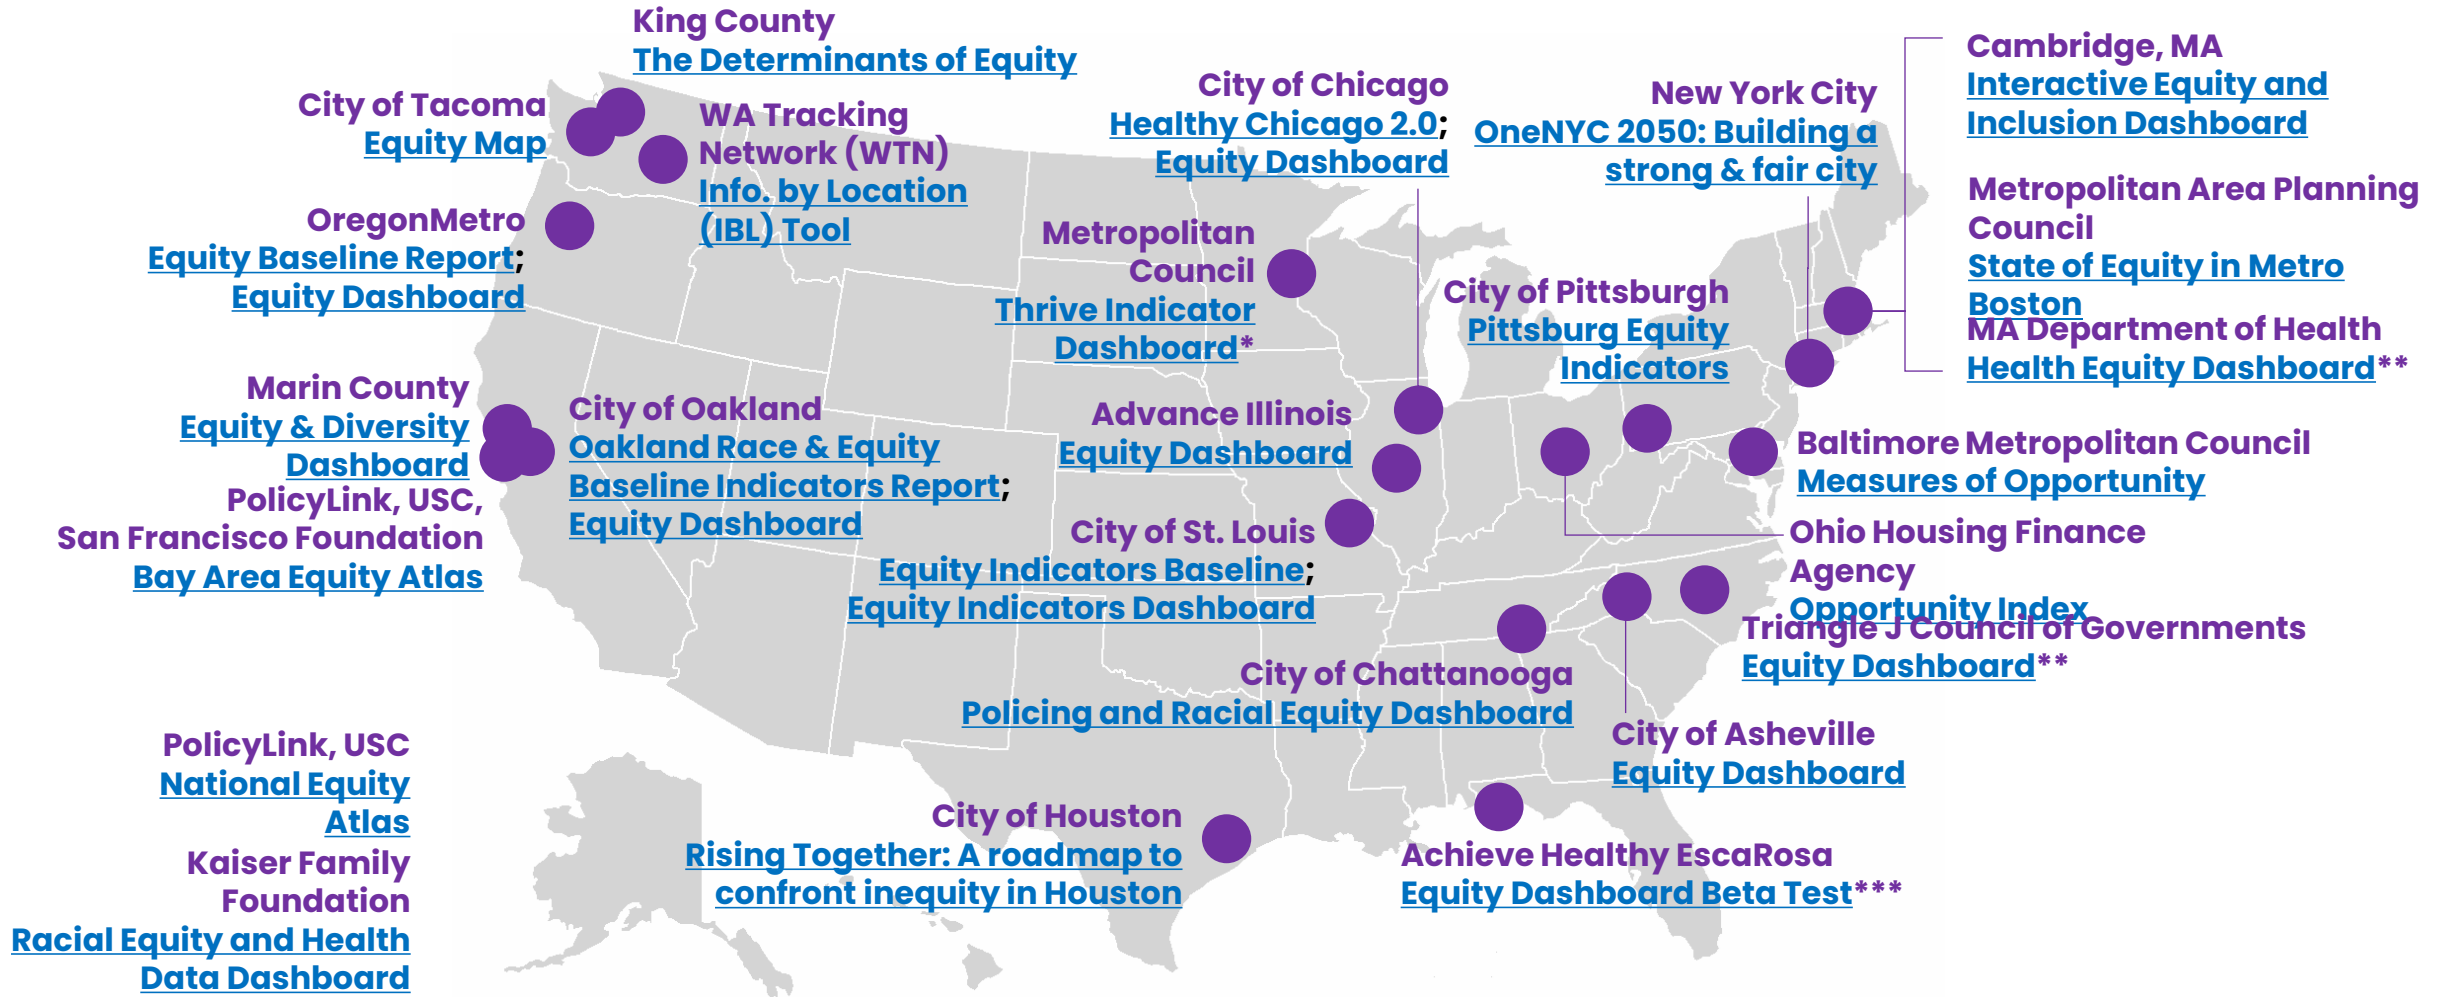 King County
The Determinants of Equity
City of Tacoma
Equity Map
WA Tracking
Network (WTN)
Info. by Location
(IBL) Tool
OregonMetro
Equity Baseline Report;
Equity Dashboard
City of Chicago
Healthy Chicago 2.0;
Equity Dashboard
New York City
OneNYC 2050: Building a
strong & fair city
Cambridge, MA
Interactive Equity and
Inclusion Dashboard
Metropolitan Area Planning
Council
State of Equity in Metro
Boston
MA Department of Health
Health Equity Dashboard**
Metropolitan
Council
Thrive Indicator
Dashboard*
City of Pittsburgh
Pittsburg Equity
Indicators
Marin County
Equity & Diversity
Dashboard
City of Oakland
Oakland Race & Equity
Baseline Indicators Report;
Equity Dashboard
PolicyLink, USC,
San Francisco Foundation
Bay Area Equity Atlas
Advance Illinois
Equity Dashboard
City of St. Louis
Equity Indicators Baseline;
Equity Indicators Dashboard
Baltimore Metropolitan Council
Measures of Opportunity
Ohio Housing Finance
Agency
Opportunity Index
Triangle J Council of Governments
Equity Dashboard**
City of Chattanooga
Policing and Racial Equity Dashboard
City of Asheville
Equity Dashboard
PolicyLink, USC
National Equity
Atlas
Kaiser Family
Foundation
Racial Equity and Health
Data Dashboard
City of Houston
Rising Together: A roadmap to
confront inequity in Houston
Achieve Healthy EscaRosa
Equity Dashboard Beta Test***